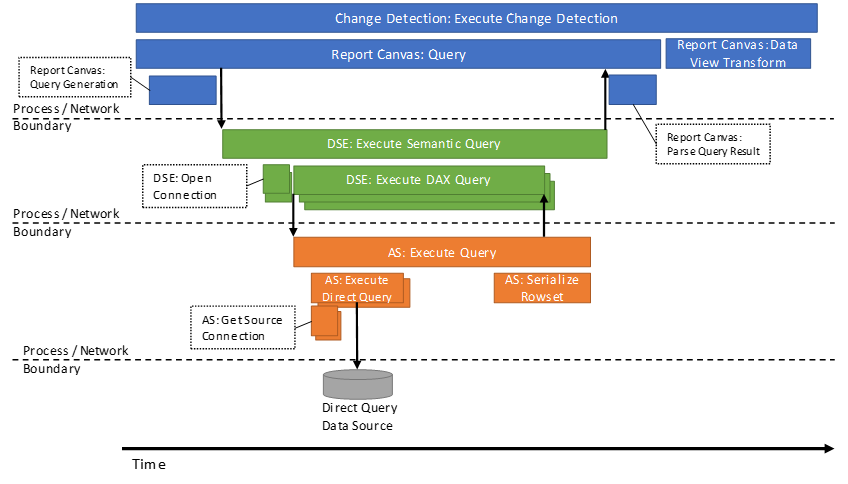 Change Detection: Execute Change Detection
Report Canvas: Query
Report Canvas: Data
View Transform
Report Canvas:
Query Generation
Process / Network
Boundary
Report Canvas:
Parse Query Result
DSE: Execute Semantic Query
DSE: Open
Connection
DSE: Execute DAX Query
Process / Network
Boundary
AS: Execute Query
AS: Execute
Direct Query
AS: Serialize
Rowset
AS: Get Source
Connection
Process / Network
Boundary
Direct Query
Data Source
Time